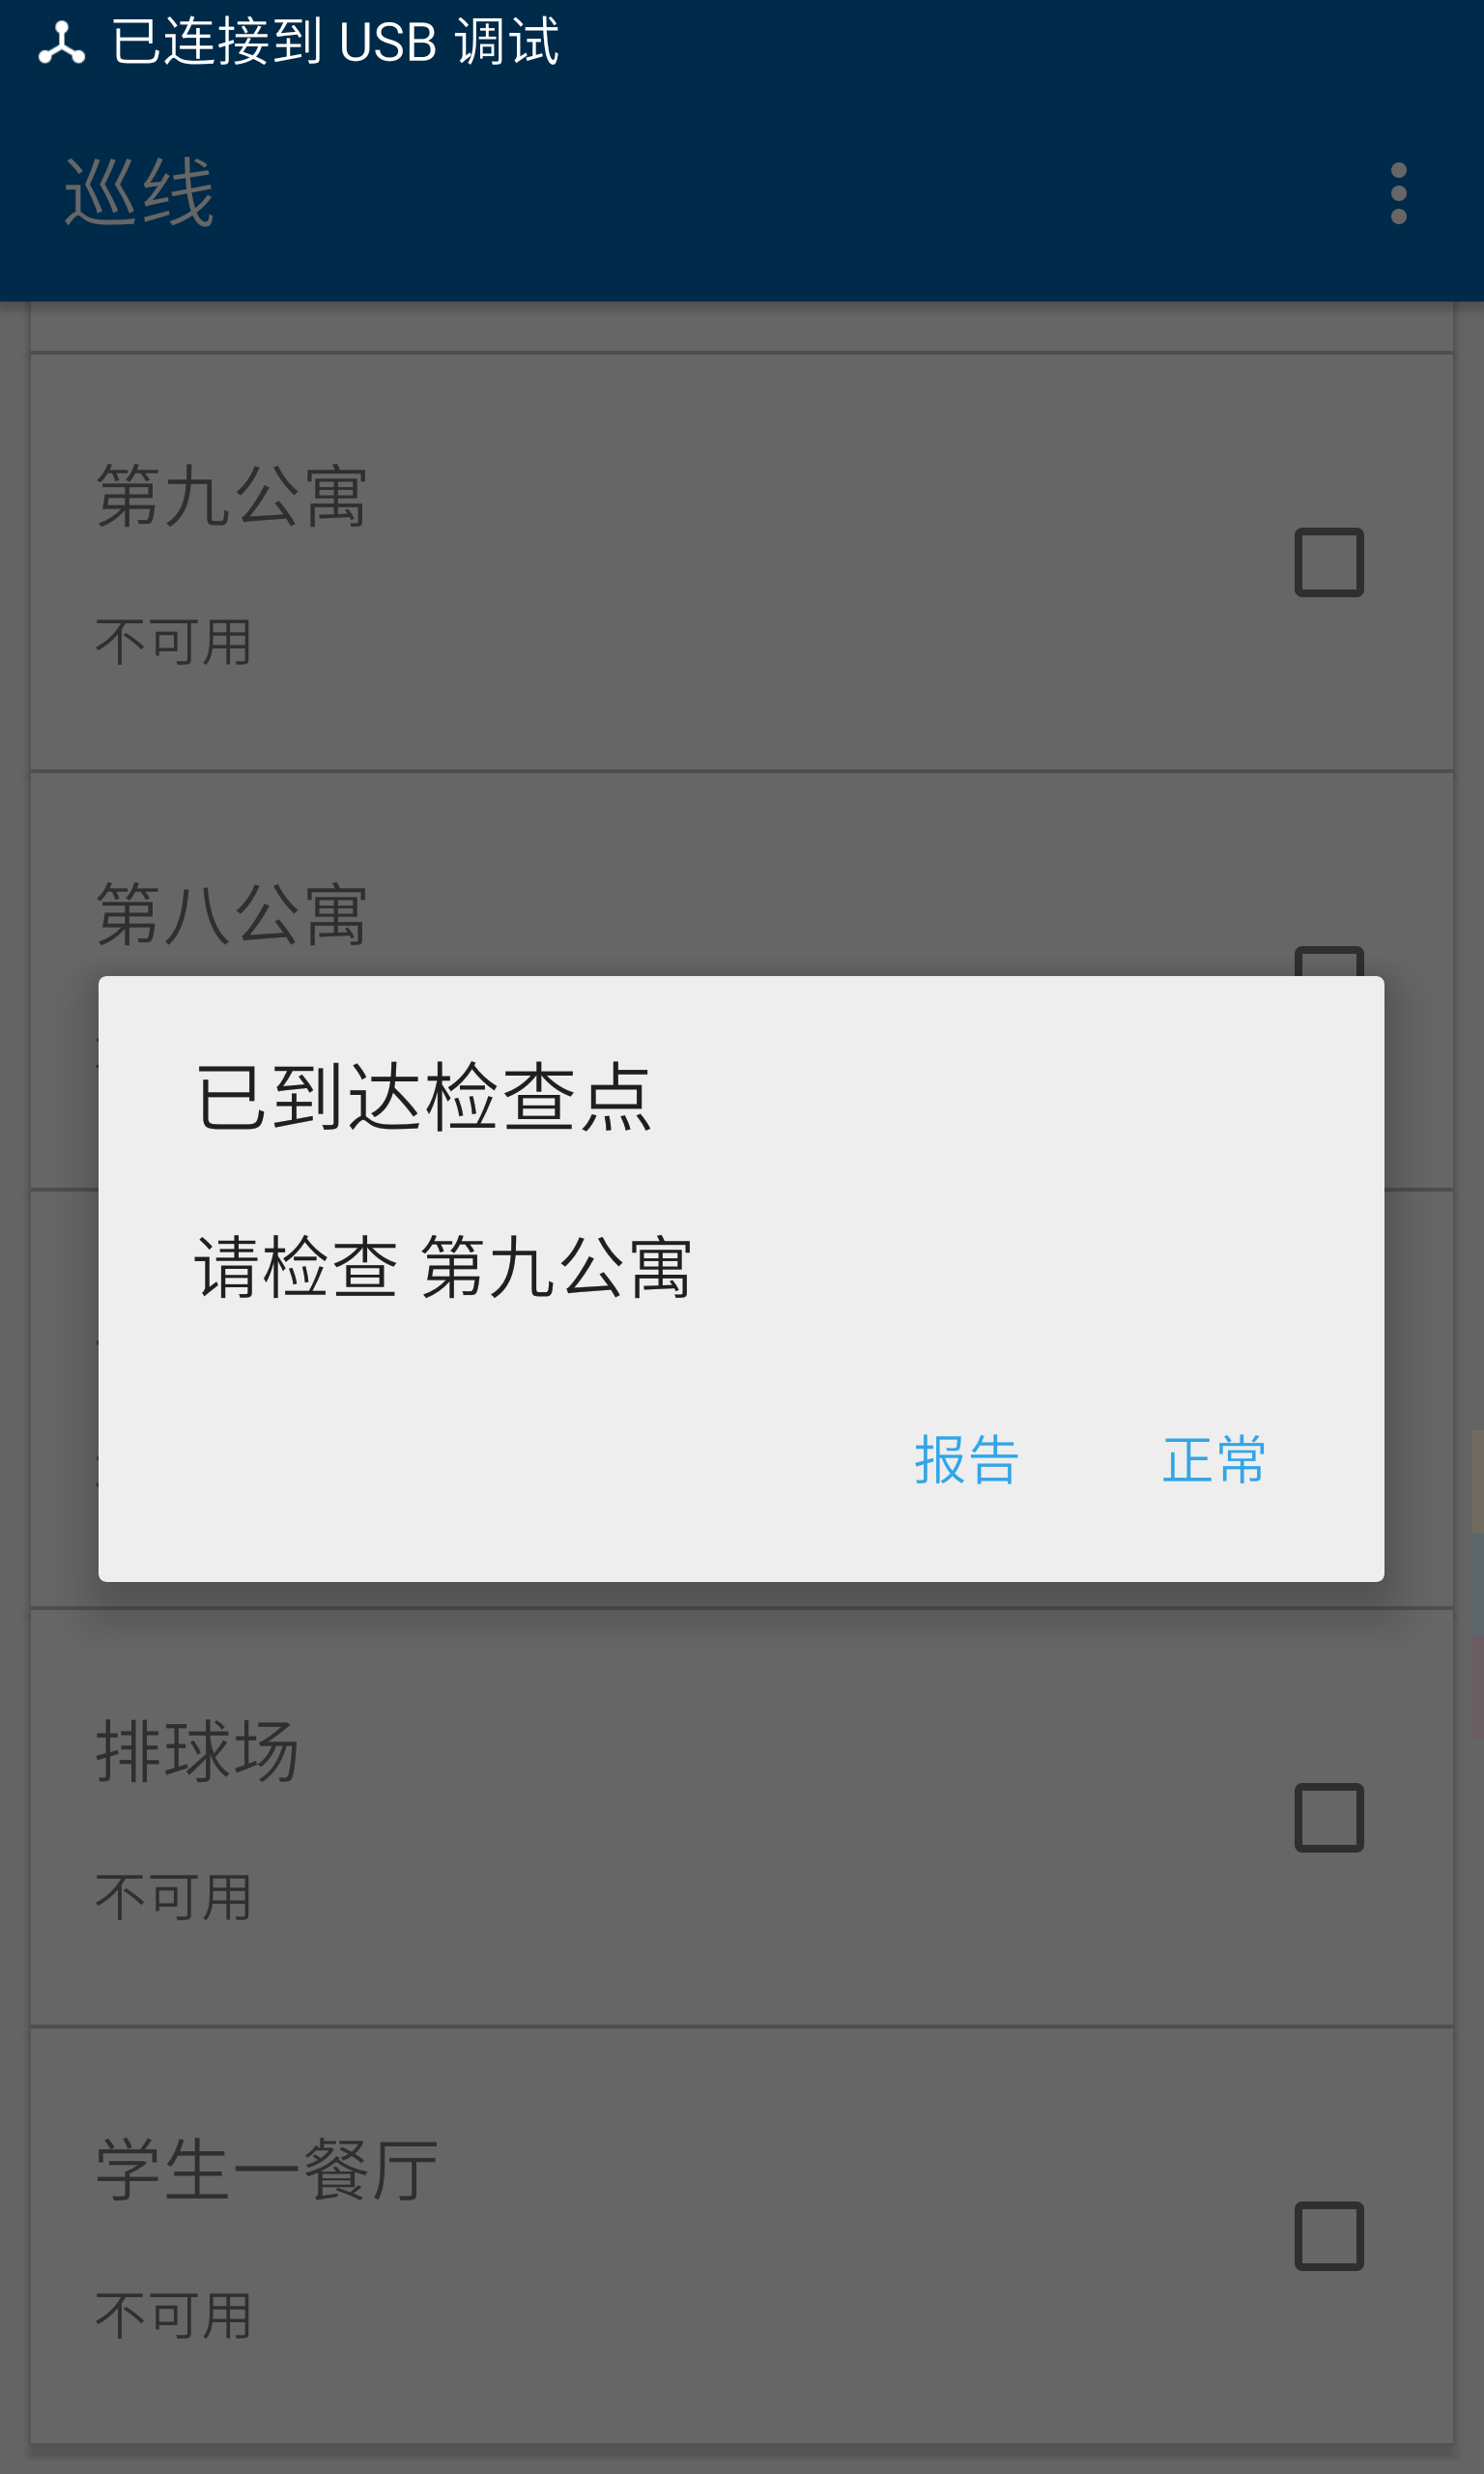 已连接到 USB 调试
巡线
第九公寓
不可用
第八公寓
已到达检查点
请检查 第九公寓
报告 正常
排球场
不可用
学生一餐厅
不可用